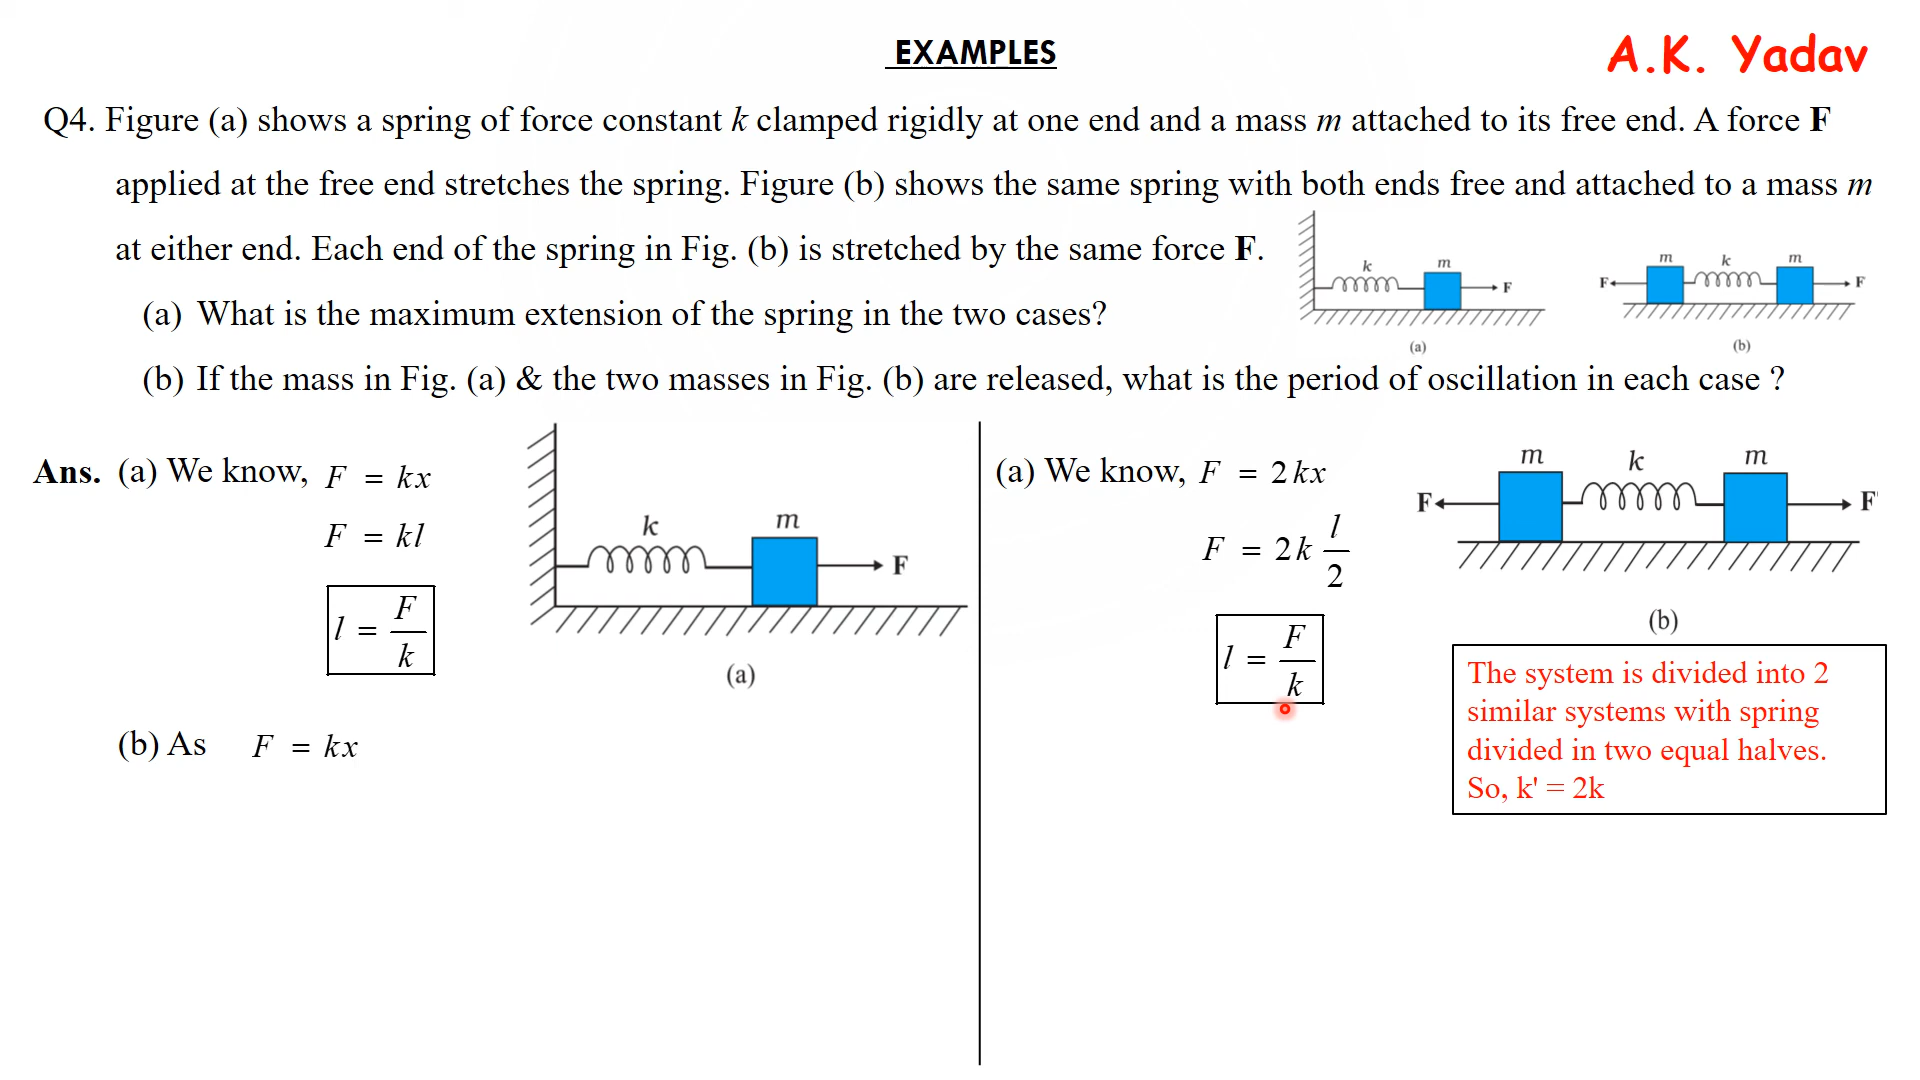 EXAMPLES
A.K. Yadav
Q4. Figure (a) shows a spring of force constant k clamped rigidly at one end and a mass m attached to its free end. A force F
applied at the free end stretches the spring. Figure (b) shows the same spring with both ends free and attached to a mass m
at either end. Each end of the spring in Fig. (b) is stretched by the same force F.
k m F
(a)
F m k m F
(b)
(a) What is the maximum extension of the spring in the two cases?
(b) If the mass in Fig. (a) & the two masses in Fig. (b) are released, what is the period of oscillation in each case ?
Ans. (a) We know, F = kx
F = kl
l = F/k
k m F
(a)
(b) As F = kx
(a) We know, F = 2kx
F = 2k l/2
l = F/k
F m k m F
(b)
The system is divided into 2
similar systems with spring
divided in two equal halves.
So, k' = 2k